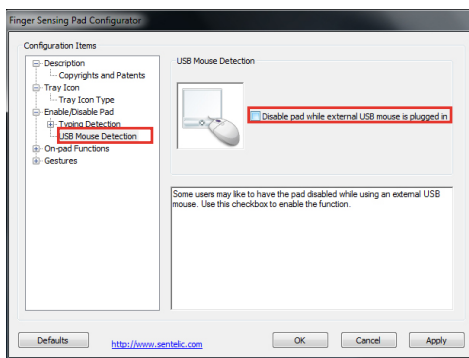 Finger Sensing Pad Configurator
Configuration Items
Description
Copyrights and Patents
Tray Icon
Tray Icon Type
Enable/Disable Pad
Typing Detection
USB Mouse Detection
On-pad Functions
Gestures
USB Mouse Detection
Disable pad while external USB mouse is plugged in
Some users may like to have the pad disabled while using an external USB
mouse. Use this checkbox to enable the function.
Defaults
http://www.sentelic.com
OK
Cancel
Apply